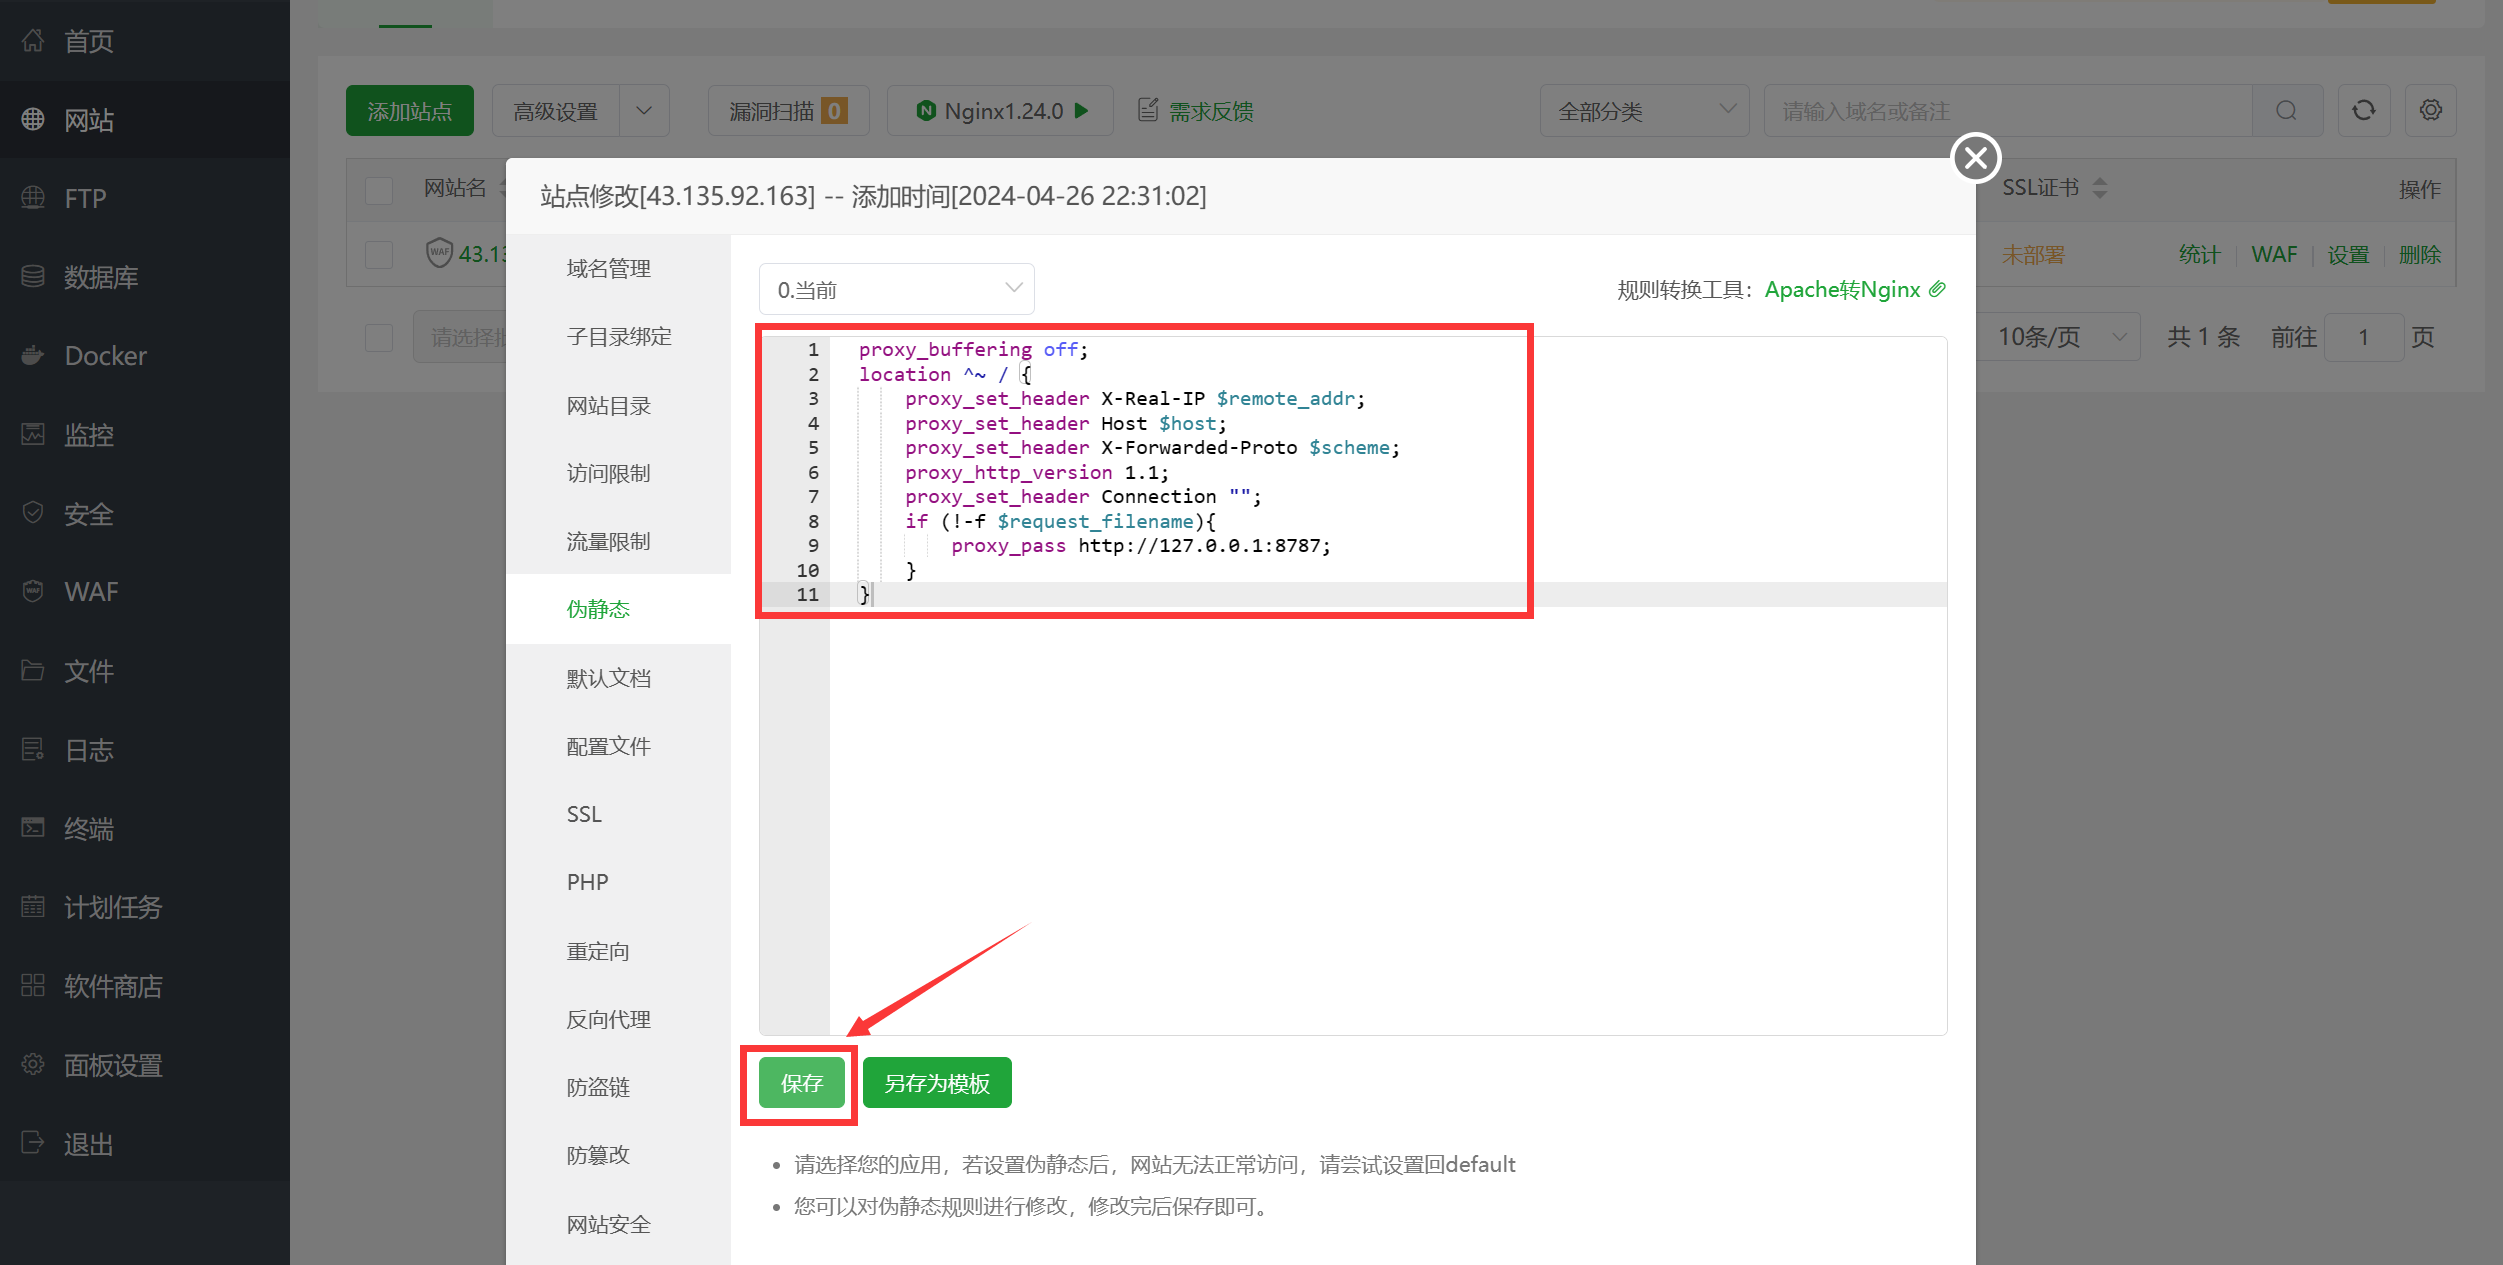 首页
网站
FTP
数据库
Docker
监控
安全
WAF
文件
日志
终端
计划任务
软件商店
面板设置
退出
添加站点
高级设置
漏洞扫描 0
Nginx1.24.0
需求反馈
全部分类
请输入域名或备注
网站名
SSL证书
操作
WAF 43.13
未部署
统计 | WAF | 设置 | 删除
请选择
10条/页
共 1 条
前往 1 页
站点修改[43.135.92.163] -- 添加时间[2024-04-26 22:31:02]
域名管理
子目录绑定
网站目录
访问限制
流量限制
伪静态
默认文档
配置文件
SSL
PHP
重定向
反向代理
防盗链
防篡改
网站安全
0.当前
规则转换工具：Apache转Nginx
1 proxy_buffering off;
2 location ^~ / {
3 proxy_set_header X-Real-IP $remote_addr;
4 proxy_set_header Host $host;
5 proxy_set_header X-Forwarded-Proto $scheme;
6 proxy_http_version 1.1;
7 proxy_set_header Connection "";
8 if (!-f $request_filename){
9 proxy_pass http://127.0.0.1:8787;
10 }
11 }
保存
另存为模板
请选择您的应用，若设置伪静态后，网站无法正常访问，请尝试设置回default
您可以对伪静态规则进行修改，修改完后保存即可。